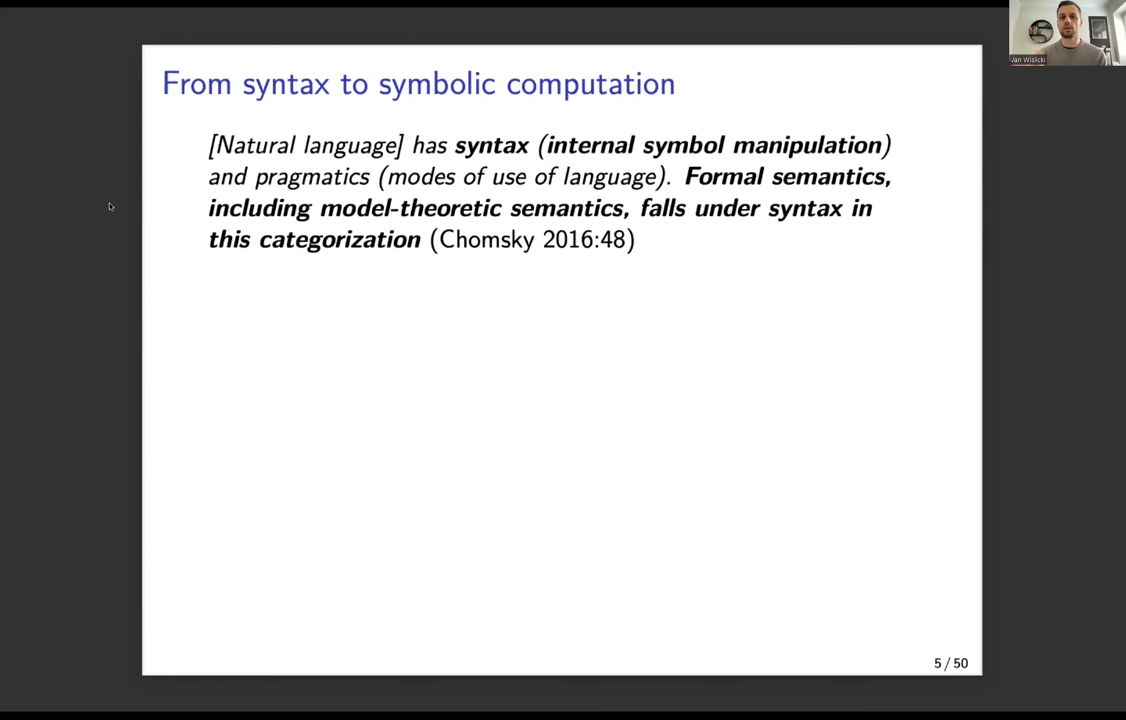 Jan Wislicki
From syntax to symbolic computation
[Natural language] has syntax (internal symbol manipulation)
and pragmatics (modes of use of language). Formal semantics,
including model-theoretic semantics, falls under syntax in
this categorization (Chomsky 2016:48)
5 / 50